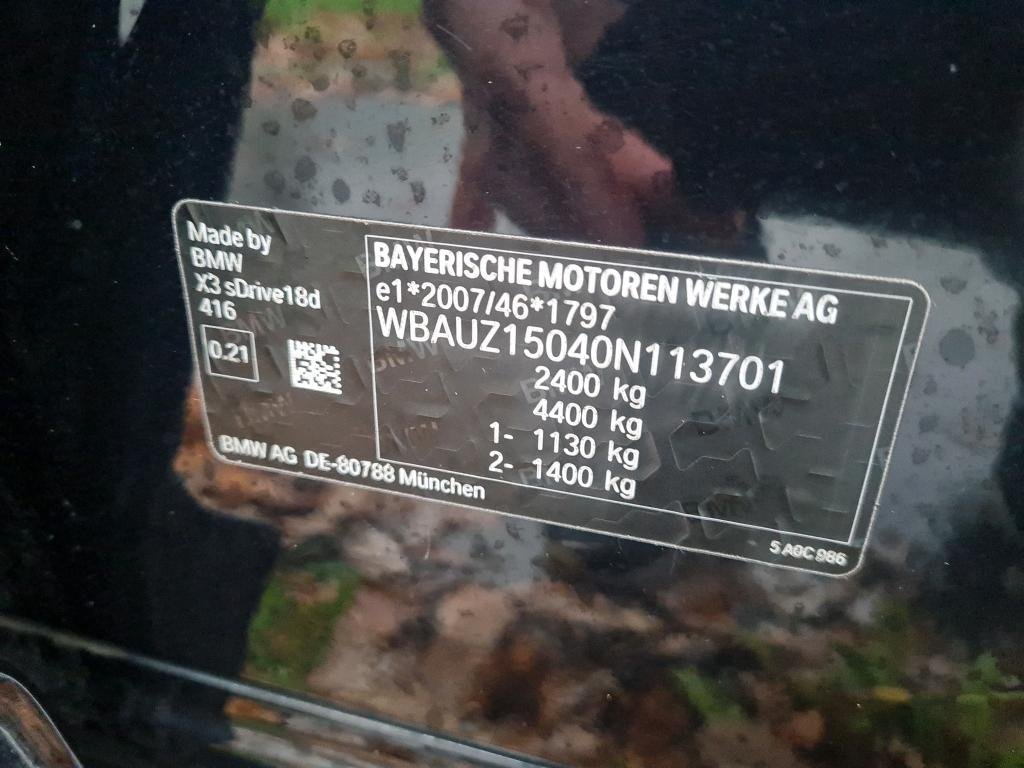 Made by
BMW
X3 sDrive18d
416
0.21
BAYERISCHE MOTOREN WERKE AG
e1*2007/46*1797
WBAUZ15040N113701
2400 kg
4400 kg
1- 1130 kg
2- 1400 kg
BMW AG DE-80788 München
5 A0C 986